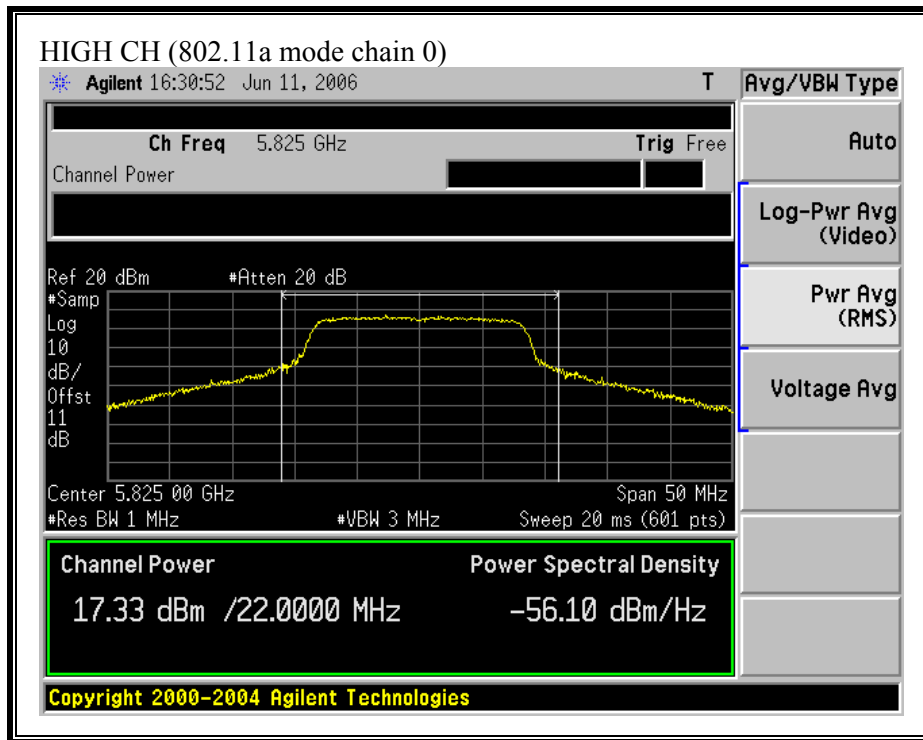 HIGH CH (802.11a mode chain 0)
Agilent 16:30:52 Jun 11, 2006 T
Avg/VBW Type
Ch Freq 5.825 GHz Trig Free
Channel Power
Auto
Log-Pwr Avg
(Video)
Pwr Avg
(RMS)
Voltage Avg
Ref 20 dBm #Atten 20 dB
#Samp
Log
10
dB/
Offst
11
dB
Center 5.825 00 GHz Span 50 MHz
#Res BW 1 MHz #VBW 3 MHz Sweep 20 ms (601 pts)
Channel Power Power Spectral Density
17.33 dBm /22.0000 MHz -56.10 dBm/Hz
Copyright 2000-2004 Agilent Technologies